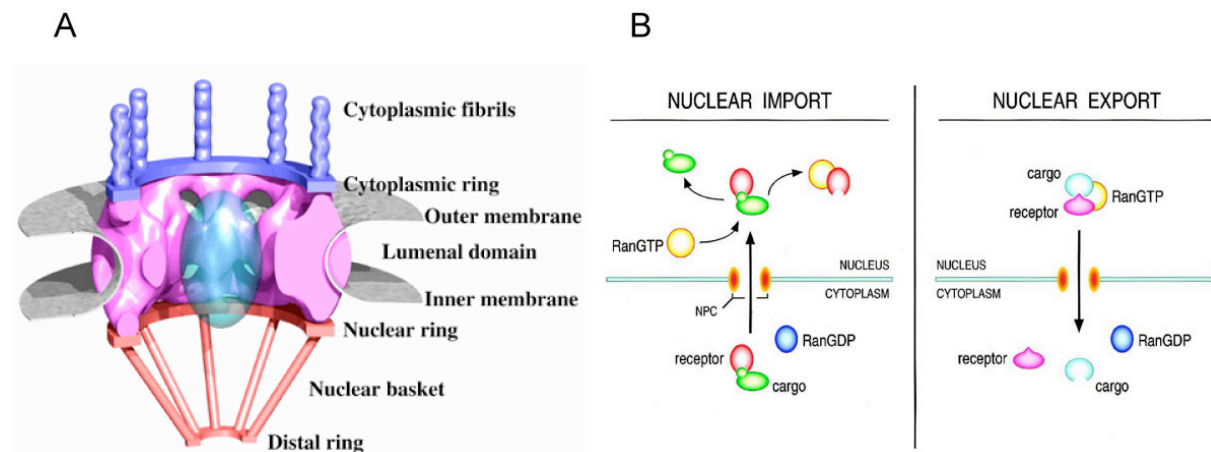 A
Cytoplasmic fibrils
Cytoplasmic ring
Outer membrane
Lumenal domain
Inner membrane
Nuclear ring
Nuclear basket
Distal ring
B
NUCLEAR IMPORT
RanGTP
NUCLEUS
CYTOPLASM
NPC
RanGDP
receptor
cargo
NUCLEAR EXPORT
cargo
receptor
RanGTP
NUCLEUS
CYTOPLASM
receptor
RanGDP
cargo